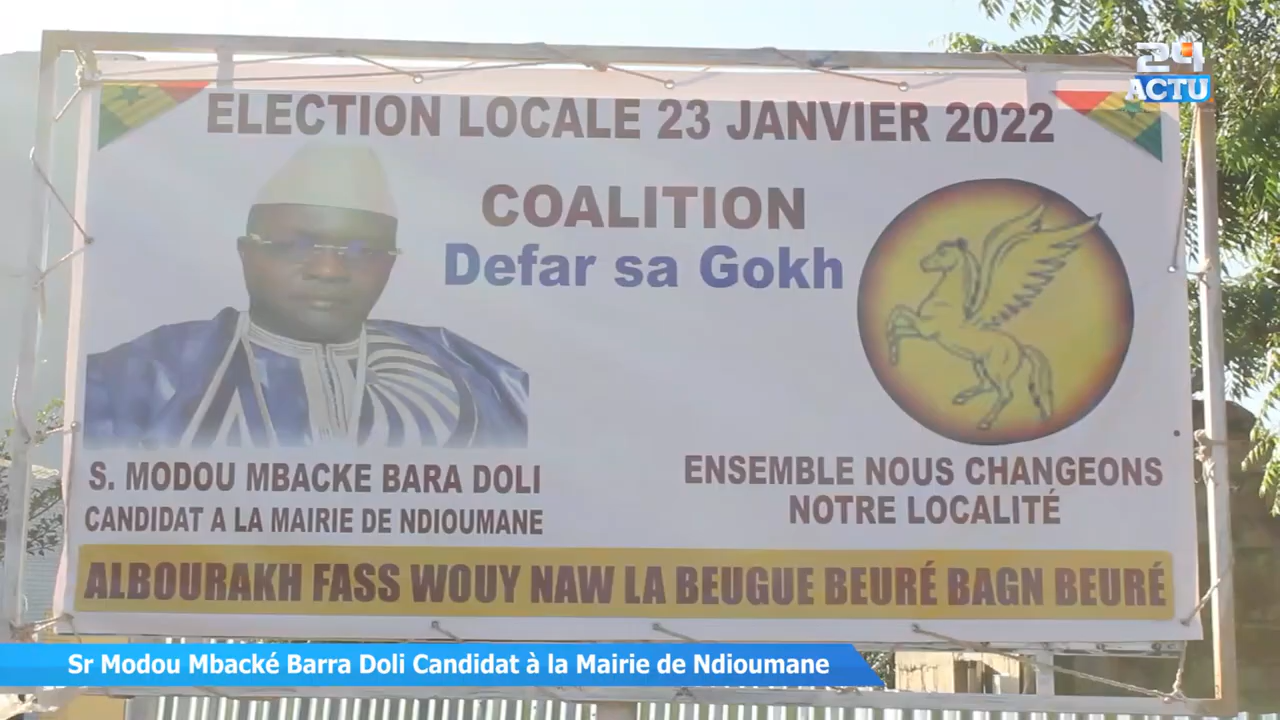 24
ACTU
ELECTION LOCALE 23 JANVIER 2022
COALITION
Defar sa Gokh
S. MODOU MBACKE BARA DOLI
CANDIDAT A LA MAIRIE DE NDIOUMANE
ENSEMBLE NOUS CHANGEONS
NOTRE LOCALITÉ
ALBOURAKH FASS WOUY NAW LA BEUGUE BEURÉ BAGN BEURÉ
Sr Modou Mbacké Barra Doli Candidat à la Mairie de Ndioumane